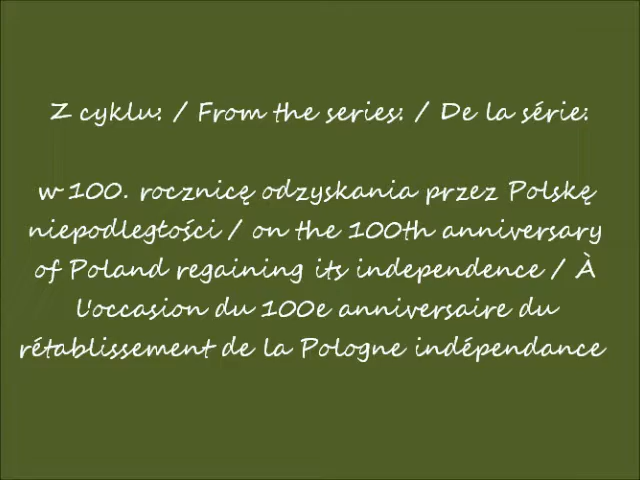 Z cyklu: / From the series: / De la série:
w 100. rocznicę odzyskania przez Polskę
niepodległości / on the 100th anniversary
of Poland regaining its independence / À
l'occasion du 100e anniversaire du
rétablissement de la Pologne indépendance